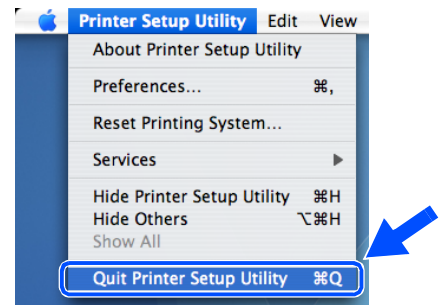 Printer Setup Utility Edit View
About Printer Setup Utility
Preferences... ⌘,
Reset Printing System...
Services ▶
Hide Printer Setup Utility ⌘H
Hide Others ⌥⌘H
Show All
Quit Printer Setup Utility ⌘Q